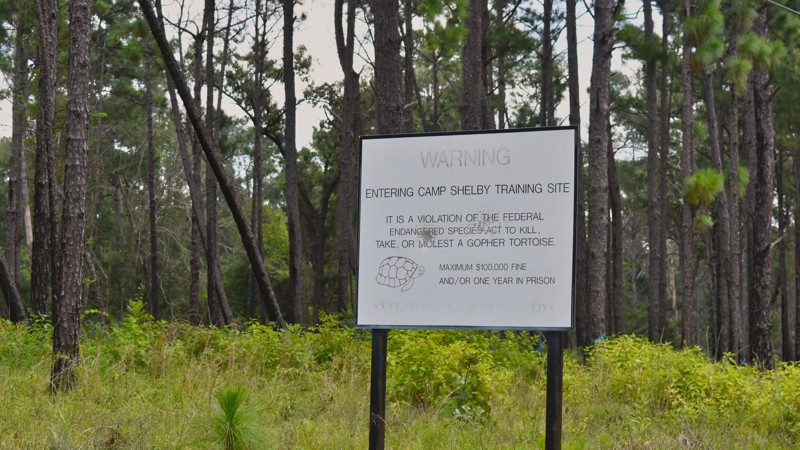 WARNING
ENTERING CAMP SHELBY TRAINING SITE
IT IS A VIOLATION OF THE FEDERAL
ENDANGERED SPECIES ACT TO KILL,
TAKE, OR MOLEST A GOPHER TORTOISE.
MAXIMUM $100,000 FINE
AND/OR ONE YEAR IN PRISON